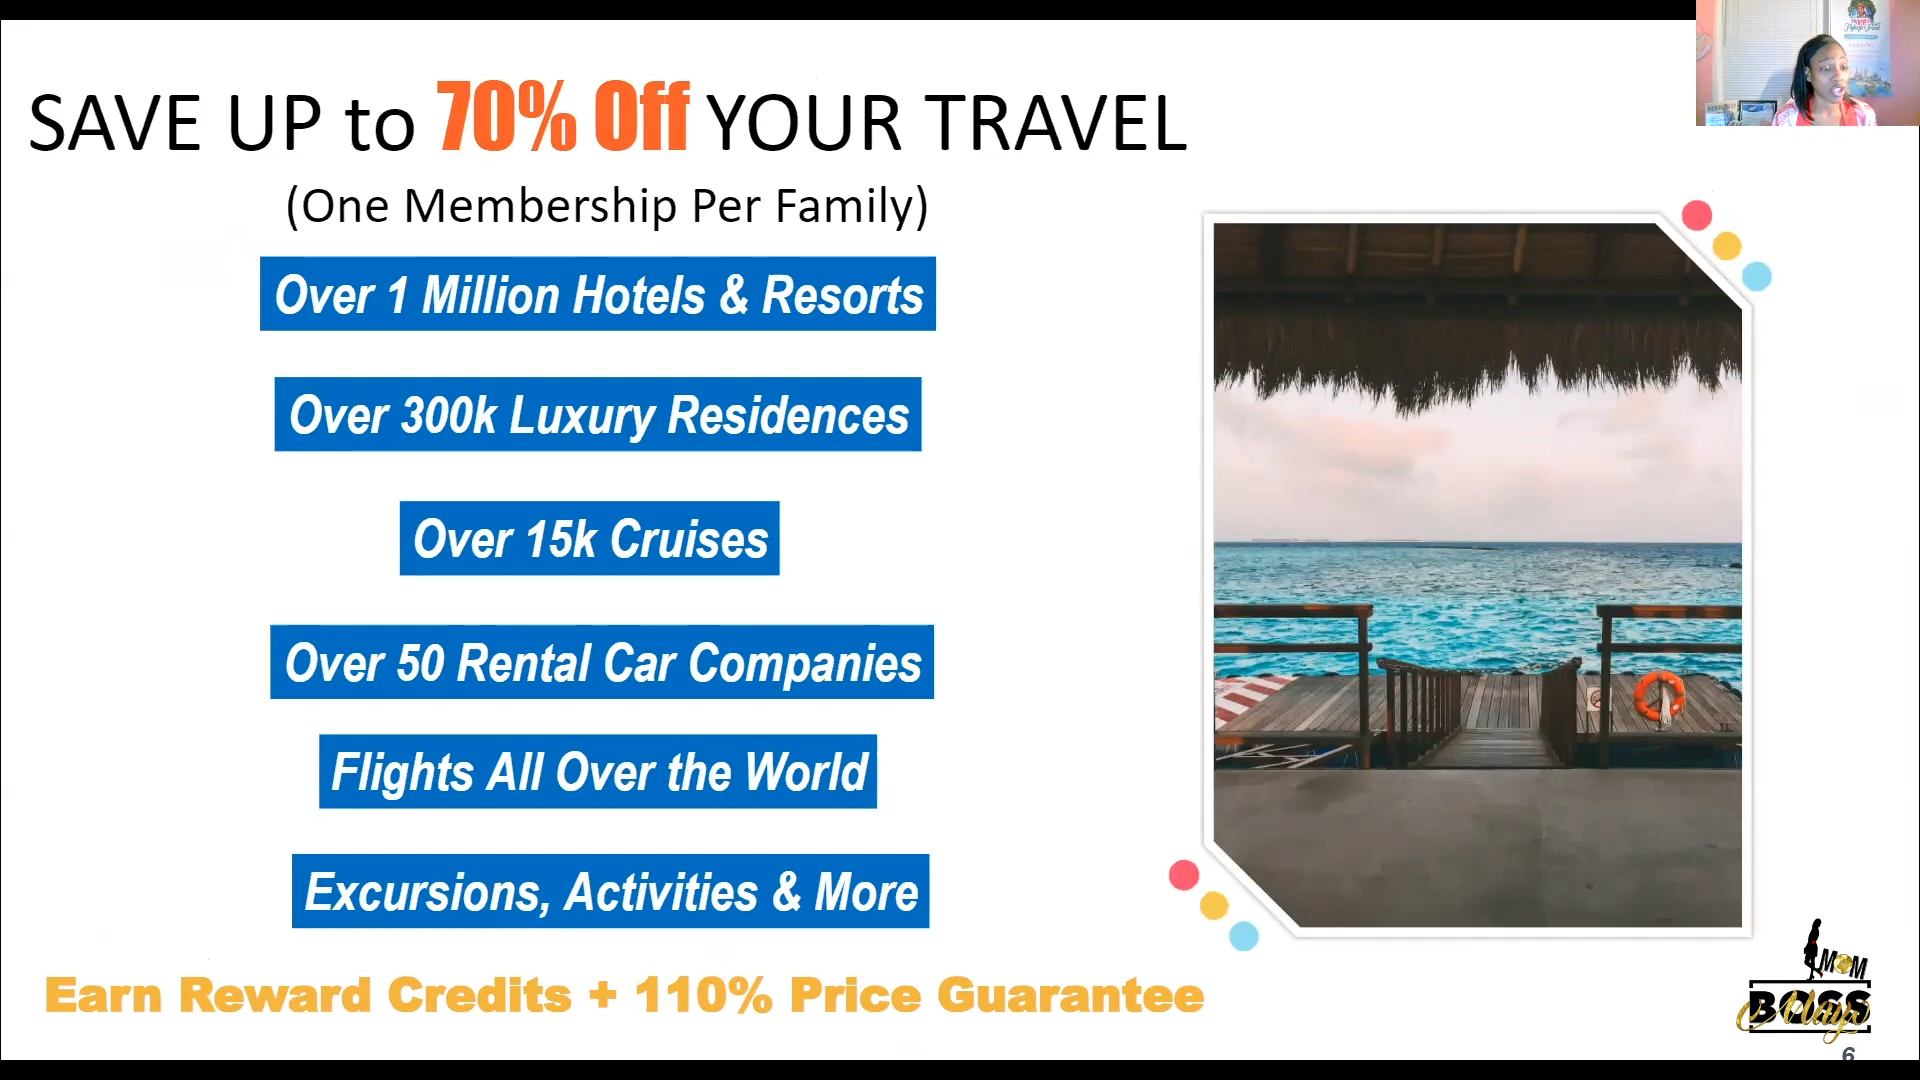 SAVE UP to 70% Off YOUR TRAVEL
(One Membership Per Family)
Over 1 Million Hotels & Resorts
Over 300k Luxury Residences
Over 15k Cruises
Over 50 Rental Car Companies
Flights All Over the World
Excursions, Activities & More
Earn Reward Credits + 110% Price Guarantee
MOM
BOSS
6